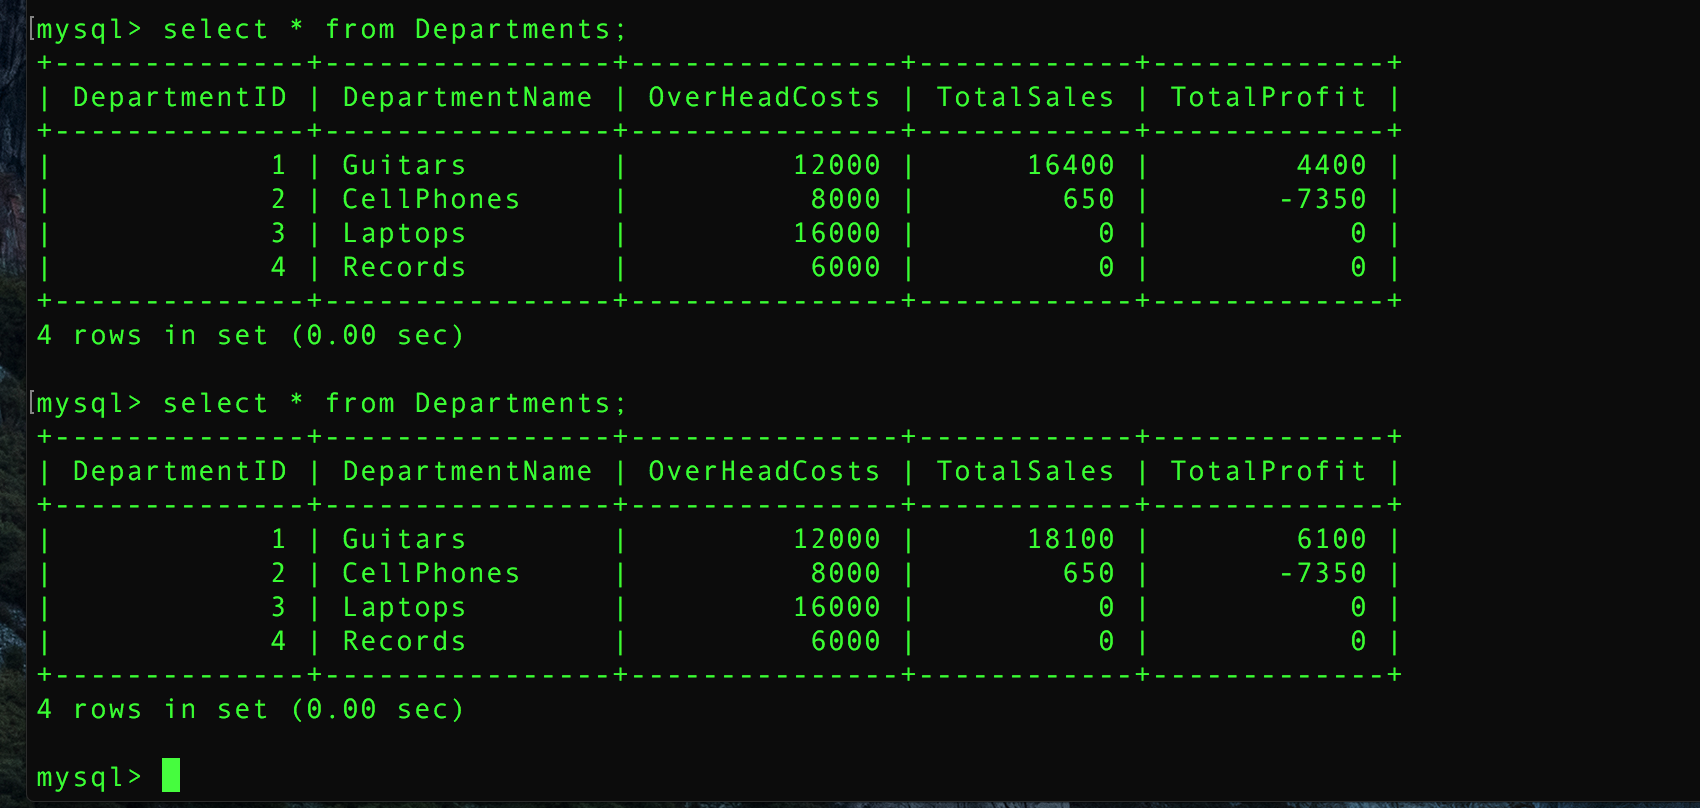 mysql> select * from Departments;
+--------------+----------------+---------------+------------+-------------+
| DepartmentID | DepartmentName | OverHeadCosts | TotalSales | TotalProfit |
+--------------+----------------+---------------+------------+-------------+
|            1 | Guitars        |         12000 |      16400 |        4400 |
|            2 | CellPhones     |          8000 |        650 |       -7350 |
|            3 | Laptops        |         16000 |          0 |           0 |
|            4 | Records        |          6000 |          0 |           0 |
+--------------+----------------+---------------+------------+-------------+
4 rows in set (0.00 sec)

mysql> select * from Departments;
+--------------+----------------+---------------+------------+-------------+
| DepartmentID | DepartmentName | OverHeadCosts | TotalSales | TotalProfit |
+--------------+----------------+---------------+------------+-------------+
|            1 | Guitars        |         12000 |      18100 |        6100 |
|            2 | CellPhones     |          8000 |        650 |       -7350 |
|            3 | Laptops        |         16000 |          0 |           0 |
|            4 | Records        |          6000 |          0 |           0 |
+--------------+----------------+---------------+------------+-------------+
4 rows in set (0.00 sec)

mysql>